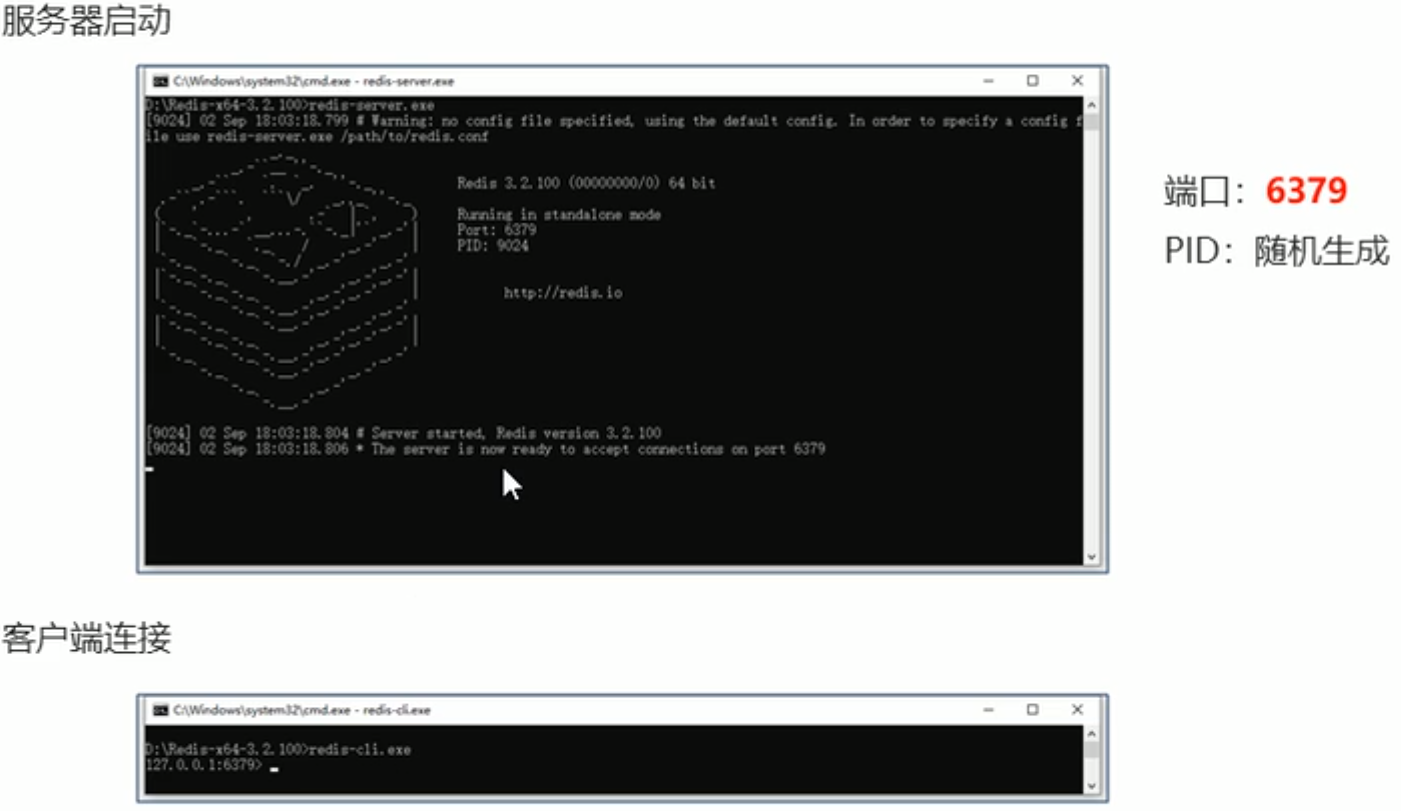 服务器启动
C:\Windows\system32\cmd.exe - redis-server.exe
D:\Redis-x64-3.2.100>redis-server.exe
[9024] 02 Sep 18:03:18.799 # Warning: no config file specified, using the default config. In order to specify a config f
ile use redis-server.exe /path/to/redis.conf
Redis 3.2.100 (00000000/0) 64 bit
Running in standalone mode
Port: 6379
PID: 9024
http://redis.io
[9024] 02 Sep 18:03:18.804 # Server started, Redis version 3.2.100
[9024] 02 Sep 18:03:18.806 * The server is now ready to accept connections on port 6379
端口：6379
PID：随机生成
客户端连接
C:\Windows\system32\cmd.exe - redis-cli.exe
D:\Redis-x64-3.2.100>redis-cli.exe
127.0.0.1:6379>